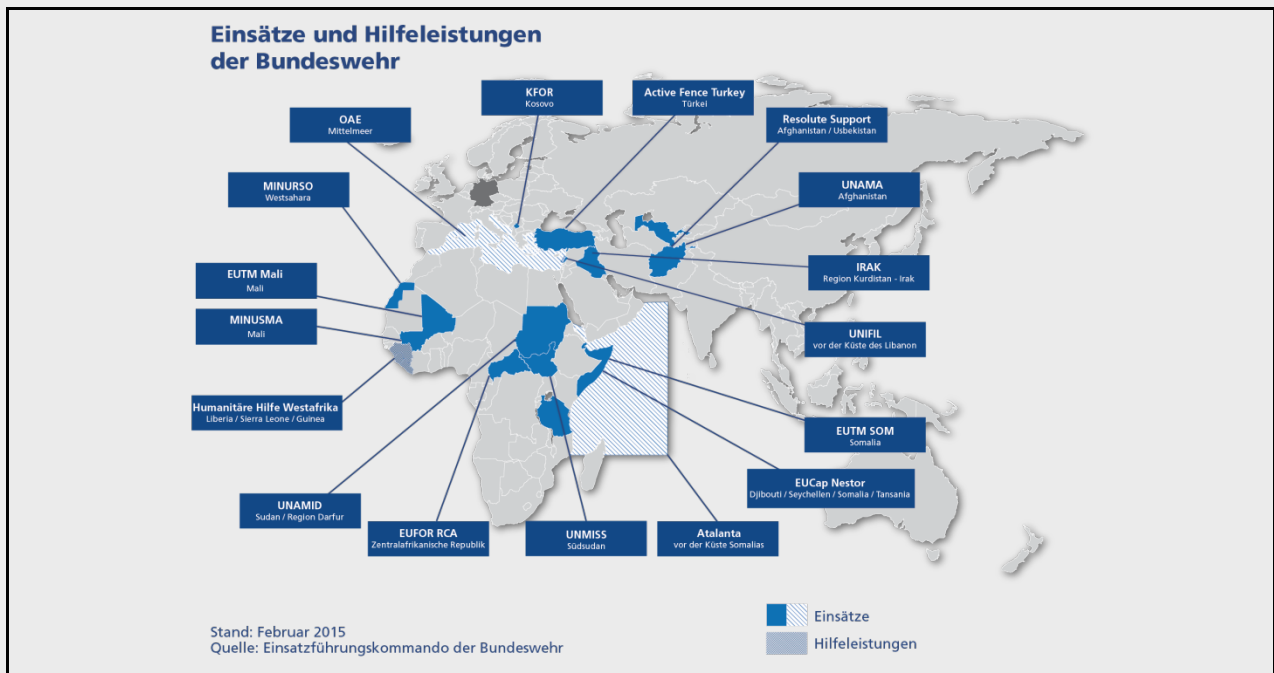 Einsätze und Hilfeleistungen
der Bundeswehr
KFOR
Kosovo
Active Fence Turkey
Türkei
OAE
Mittelmeer
Resolute Support
Afghanistan / Usbekistan
MINURSO
Westsahara
UNAMA
Afghanistan
EUTM Mali
Mali
IRAK
Region Kurdistan - Irak
MINUSMA
Mali
UNIFIL
vor der Küste des Libanon
Humanitäre Hilfe Westafrika
Liberia / Sierra Leone / Guinea
EUTM SOM
Somalia
EUCap Nestor
Djibouti / Seychellen / Somalia / Tansania
UNAMID
Sudan / Region Darfur
EUFOR RCA
Zentralafrikanische Republik
UNMISS
Südsudan
Atalanta
vor der Küste Somalias
Einsätze
Hilfeleistungen
Stand: Februar 2015
Quelle: Einsatzführungskommando der Bundeswehr